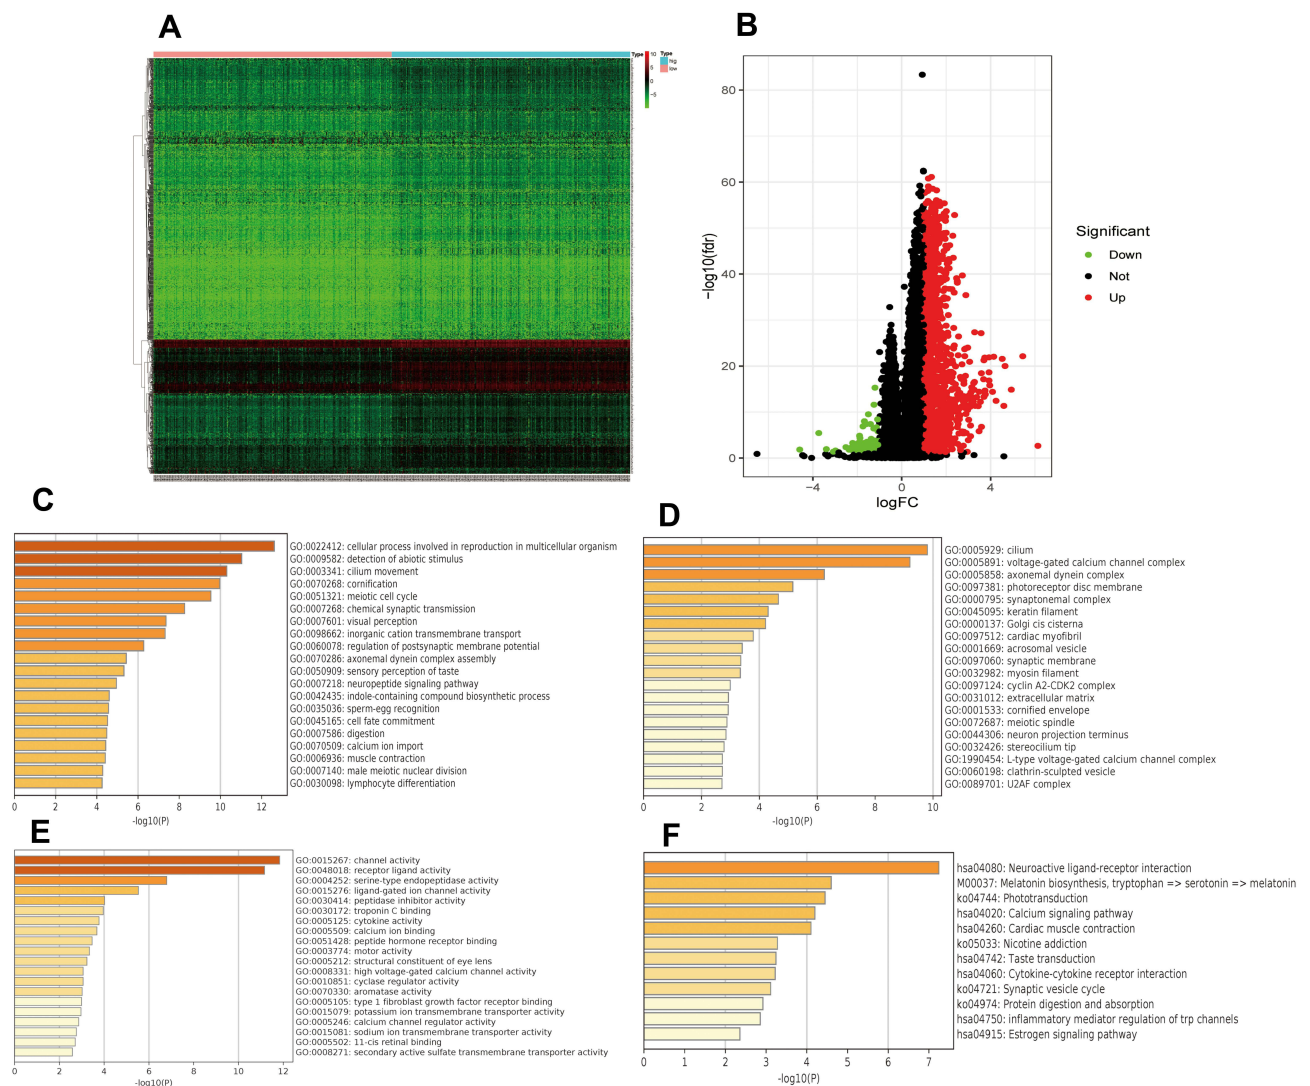 A
Type
10
5
0
-5
Type
hig
low
B
80
60
40
20
0
-4
0
4
−log10(fdr)
logFC
Significant
Down
Not
Up
C
GO:0022412: cellular process involved in reproduction in multicellular organism
GO:0009582: detection of abiotic stimulus
GO:0003341: cilium movement
GO:0070268: cornification
GO:0051321: meiotic cell cycle
GO:0007268: chemical synaptic transmission
GO:0007601: visual perception
GO:0098662: inorganic cation transmembrane transport
GO:0060078: regulation of postsynaptic membrane potential
GO:0070286: axonemal dynein complex assembly
GO:0050909: sensory perception of taste
GO:0007218: neuropeptide signaling pathway
GO:0042435: indole-containing compound biosynthetic process
GO:0035036: sperm-egg recognition
GO:0045165: cell fate commitment
GO:0007586: digestion
GO:0070509: calcium ion import
GO:0006936: muscle contraction
GO:0007140: male meiotic nuclear division
GO:0030098: lymphocyte differentiation
0 2 4 6 8 10 12
-log10(P)
D
GO:0005929: cilium
GO:0005891: voltage-gated calcium channel complex
GO:0005858: axonemal dynein complex
GO:0097381: photoreceptor disc membrane
GO:0000795: synaptonemal complex
GO:0045095: keratin filament
GO:0000137: Golgi cis cisterna
GO:0097512: cardiac myofibril
GO:0001669: acrosomal vesicle
GO:0097060: synaptic membrane
GO:0032982: myosin filament
GO:0097124: cyclin A2-CDK2 complex
GO:0031012: extracellular matrix
GO:0001533: cornified envelope
GO:0072687: meiotic spindle
GO:0044306: neuron projection terminus
GO:0032426: stereocilium tip
GO:1990454: L-type voltage-gated calcium channel complex
GO:0060198: clathrin-sculpted vesicle
GO:0089701: U2AF complex
0 2 4 6 8 10
-log10(P)
E
GO:0015267: channel activity
GO:0048018: receptor ligand activity
GO:0004252: serine-type endopeptidase activity
GO:0015276: ligand-gated ion channel activity
GO:0030414: peptidase inhibitor activity
GO:0030172: troponin C binding
GO:0005125: cytokine activity
GO:0005509: calcium ion binding
GO:0051428: peptide hormone receptor binding
GO:0003774: motor activity
GO:0005212: structural constituent of eye lens
GO:0008331: high voltage-gated calcium channel activity
GO:0010851: cyclase regulator activity
GO:0070330: aromatase activity
GO:0005105: type 1 fibroblast growth factor receptor binding
GO:0015079: potassium ion transmembrane transporter activity
GO:0005246: calcium channel regulator activity
GO:0015081: sodium ion transmembrane transporter activity
GO:0005502: 11-cis retinal binding
GO:0008271: secondary active sulfate transmembrane transporter activity
0 2 4 6 8 10 12
-log10(P)
F
hsa04080: Neuroactive ligand-receptor interaction
M00037: Melatonin biosynthesis, tryptophan => serotonin => melatonin
ko04744: Phototransduction
hsa04020: Calcium signaling pathway
hsa04260: Cardiac muscle contraction
ko05033: Nicotine addiction
hsa04742: Taste transduction
hsa04060: Cytokine-cytokine receptor interaction
ko04721: Synaptic vesicle cycle
ko04974: Protein digestion and absorption
hsa04750: inflammatory mediator regulation of trp channels
hsa04915: Estrogen signaling pathway
0 1 2 3 4 5 6 7
-log10(P)